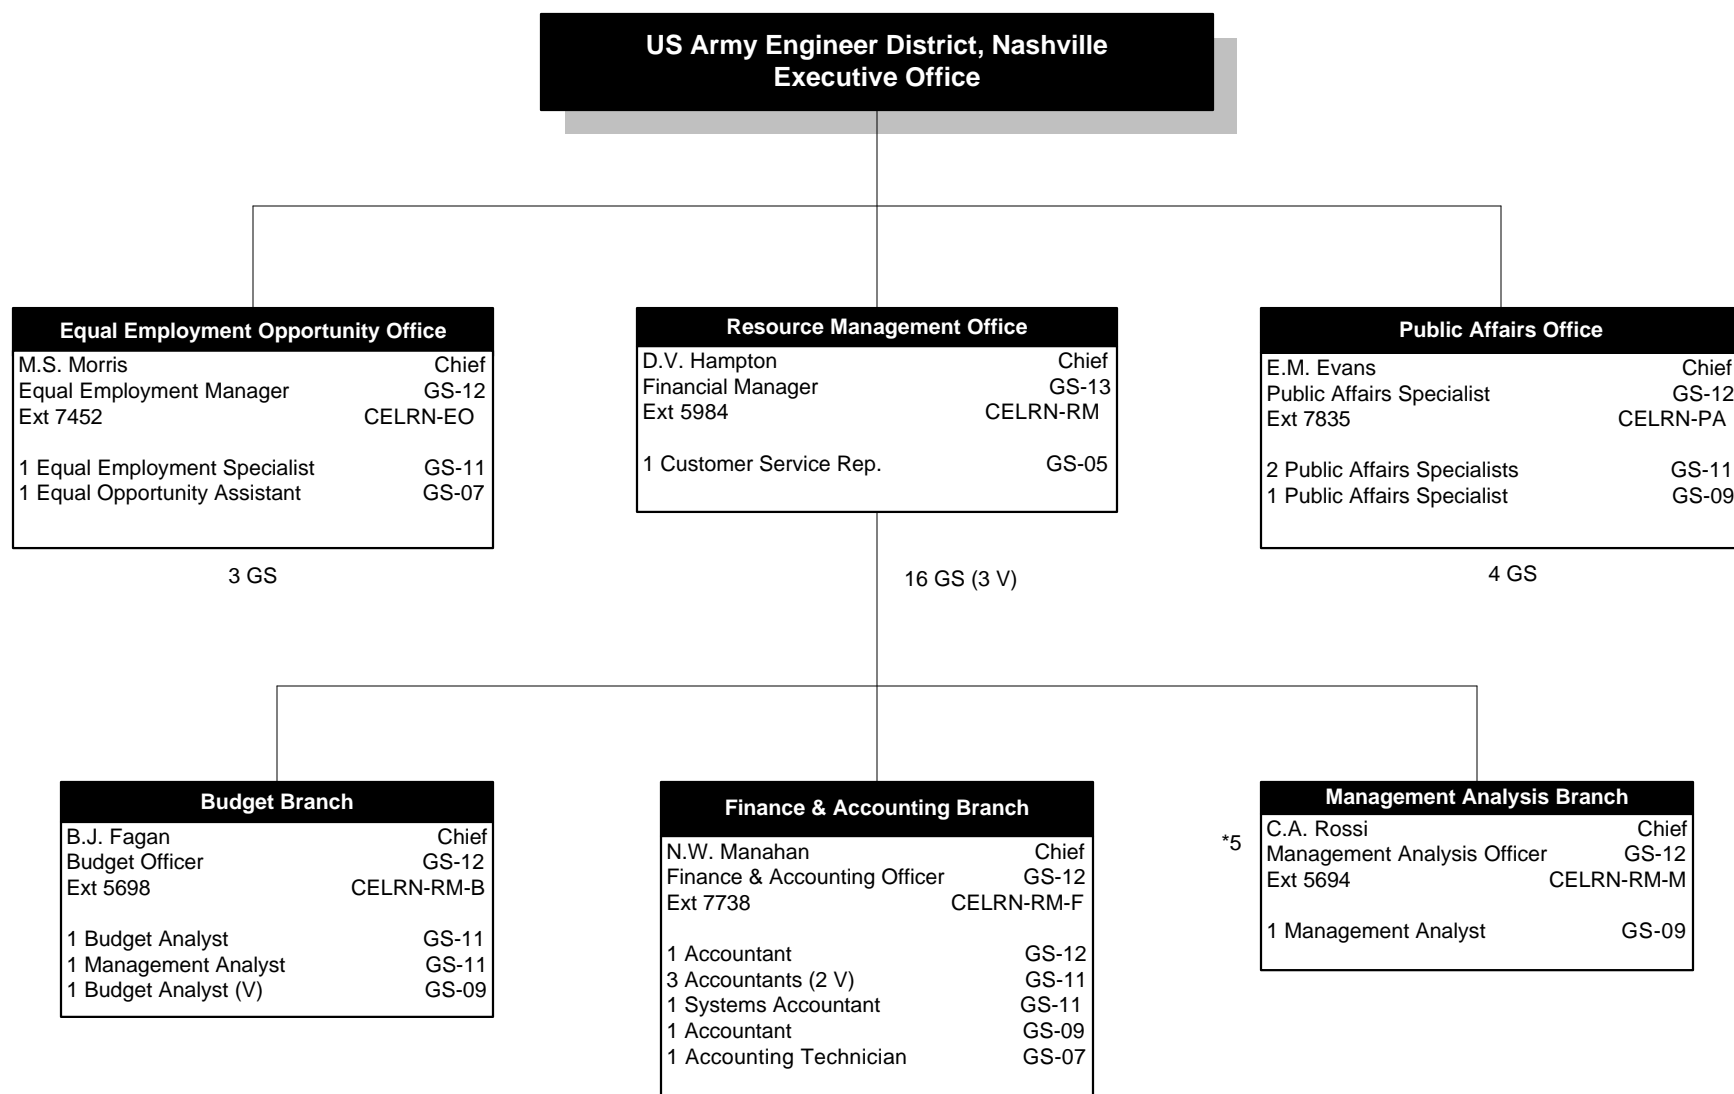 US Army Engineer District, Nashville
Executive Office
Equal Employment Opportunity Office
M.S. Morris Chief
Equal Employment Manager GS-12
Ext 7452 CELRN-EO
1 Equal Employment Specialist GS-11
1 Equal Opportunity Assistant GS-07
3 GS
Resource Management Office
D.V. Hampton Chief
Financial Manager GS-13
Ext 5984 CELRN-RM
1 Customer Service Rep. GS-05
16 GS (3 V)
Public Affairs Office
E.M. Evans Chief
Public Affairs Specialist GS-12
Ext 7835 CELRN-PA
2 Public Affairs Specialists GS-11
1 Public Affairs Specialist GS-09
4 GS
Budget Branch
B.J. Fagan Chief
Budget Officer GS-12
Ext 5698 CELRN-RM-B
1 Budget Analyst GS-11
1 Management Analyst GS-11
1 Budget Analyst (V) GS-09
Finance & Accounting Branch
N.W. Manahan Chief
Finance & Accounting Officer GS-12
Ext 7738 CELRN-RM-F
1 Accountant GS-12
3 Accountants (2 V) GS-11
1 Systems Accountant GS-11
1 Accountant GS-09
1 Accounting Technician GS-07
*5
Management Analysis Branch
C.A. Rossi Chief
Management Analysis Officer GS-12
Ext 5694 CELRN-RM-M
1 Management Analyst GS-09